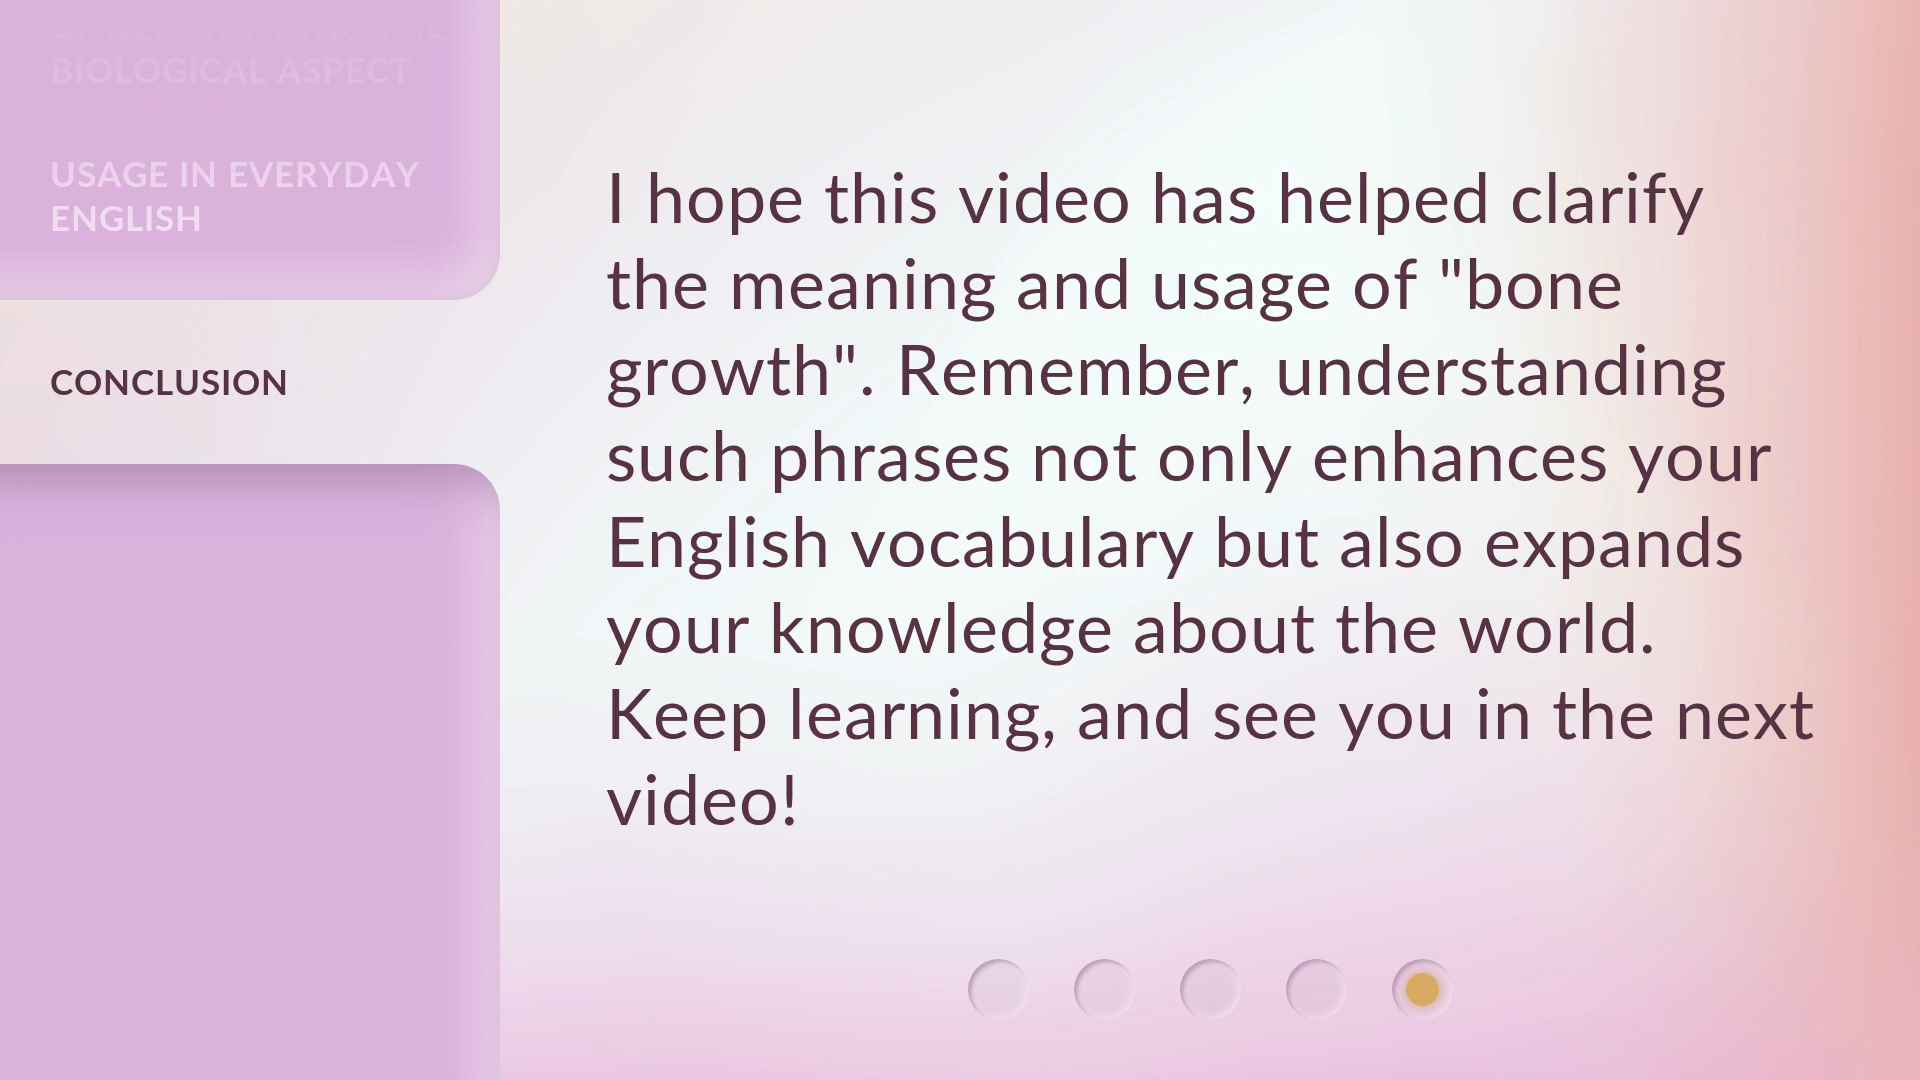 UNDERSTANDING THE
BIOLOGICAL ASPECT
USAGE IN EVERYDAY
ENGLISH
CONCLUSION
I hope this video has helped clarify
the meaning and usage of "bone
growth". Remember, understanding
such phrases not only enhances your
English vocabulary but also expands
your knowledge about the world.
Keep learning, and see you in the next
video!